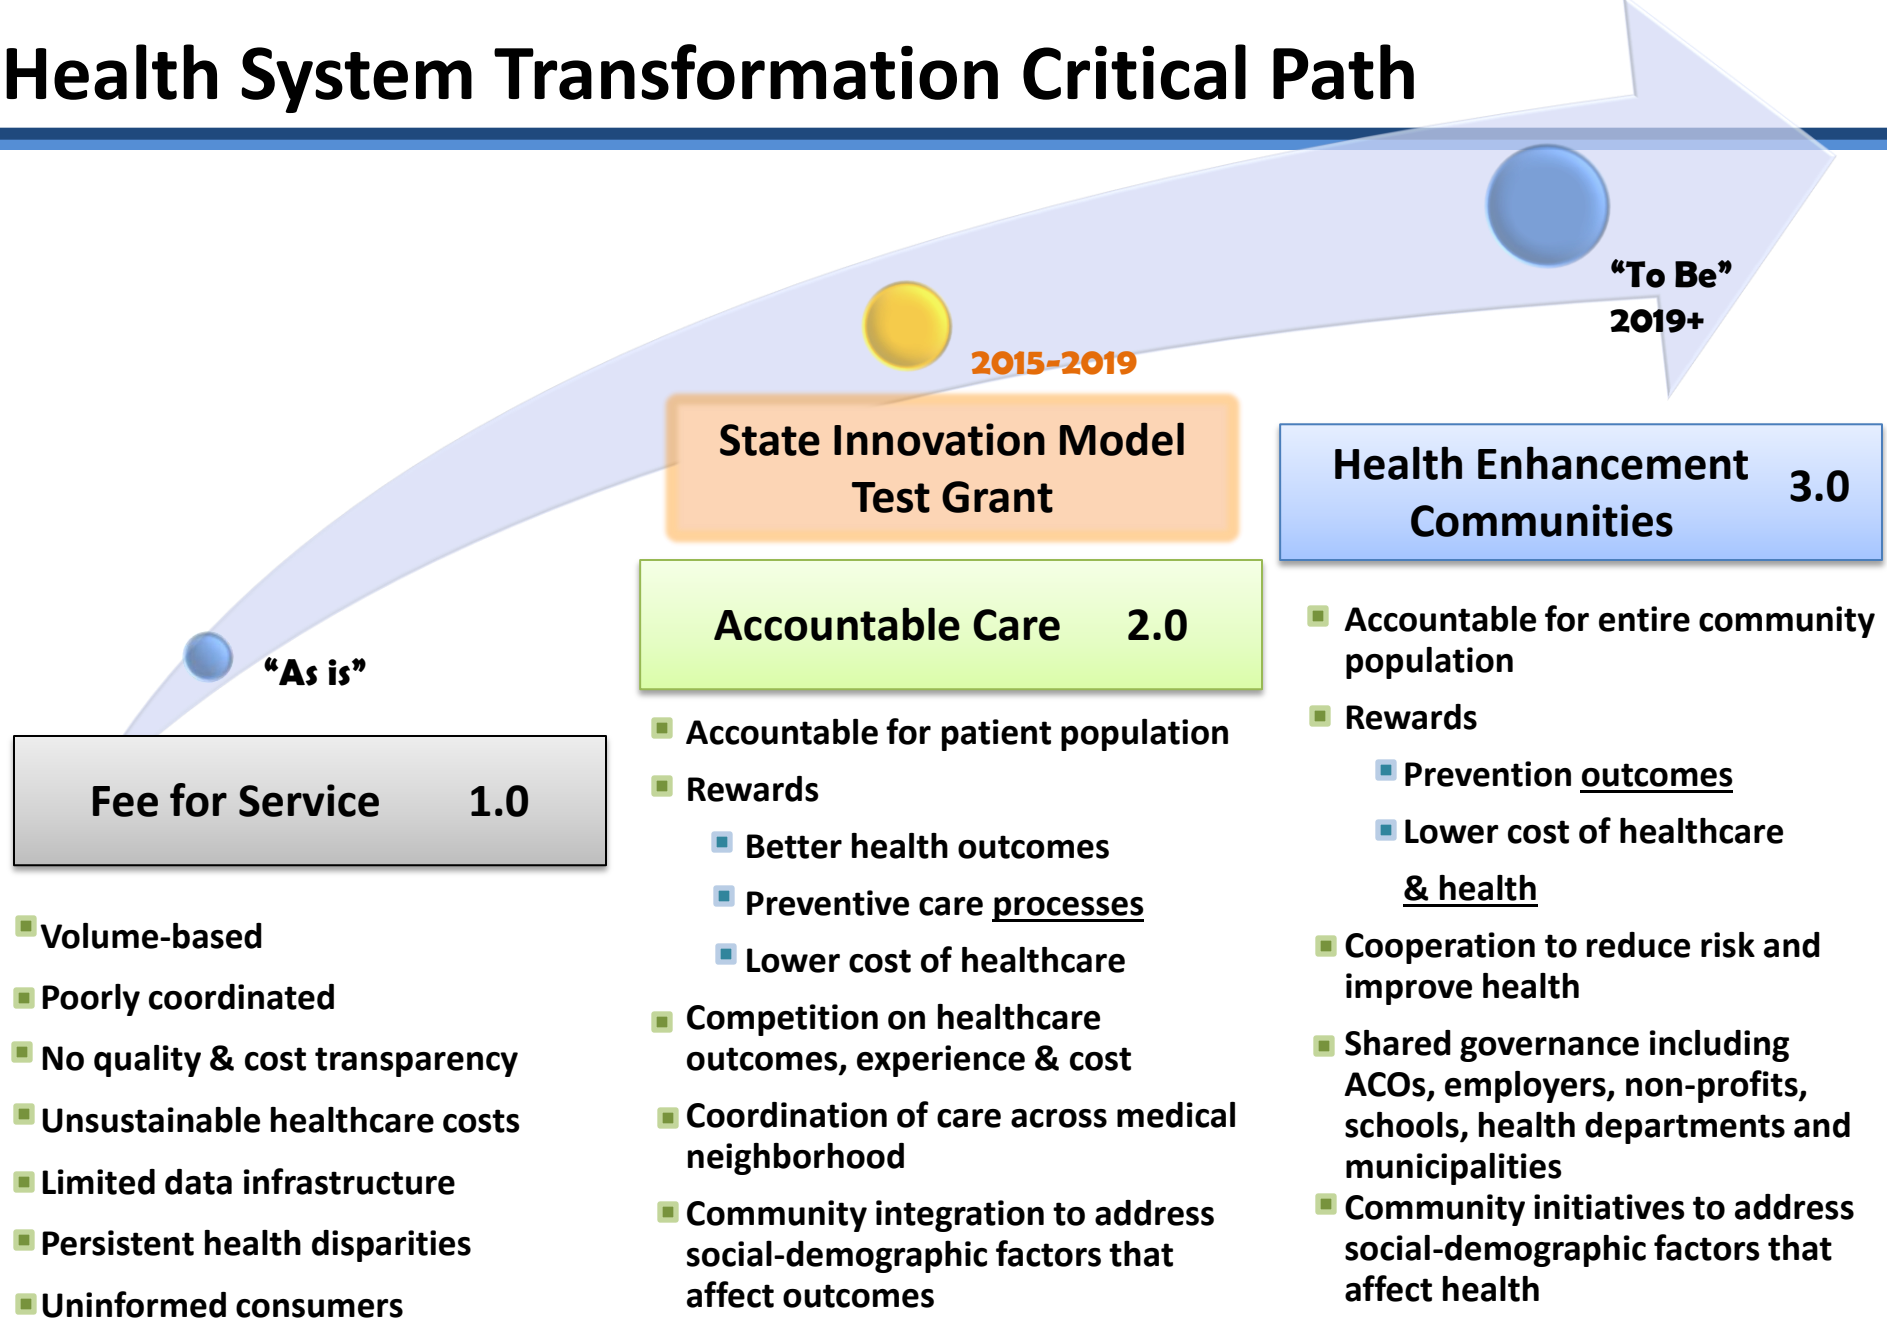 Health System Transformation Critical Path
"To Be"
2019+
2015-2019
State Innovation Model
Test Grant
"As is"
Fee for Service 1.0
Volume-based
Poorly coordinated
No quality & cost transparency
Unsustainable healthcare costs
Limited data infrastructure
Persistent health disparities
Uninformed consumers
Accountable Care 2.0
Accountable for patient population
Rewards
Better health outcomes
Preventive care processes
Lower cost of healthcare
Competition on healthcare
outcomes, experience & cost
Coordination of care across medical
neighborhood
Community integration to address
social-demographic factors that
affect outcomes
Health Enhancement
Communities 3.0
Accountable for entire community
population
Rewards
Prevention outcomes
Lower cost of healthcare
& health
Cooperation to reduce risk and
improve health
Shared governance including
ACOs, employers, non-profits,
schools, health departments and
municipalities
Community initiatives to address
social-demographic factors that
affect health